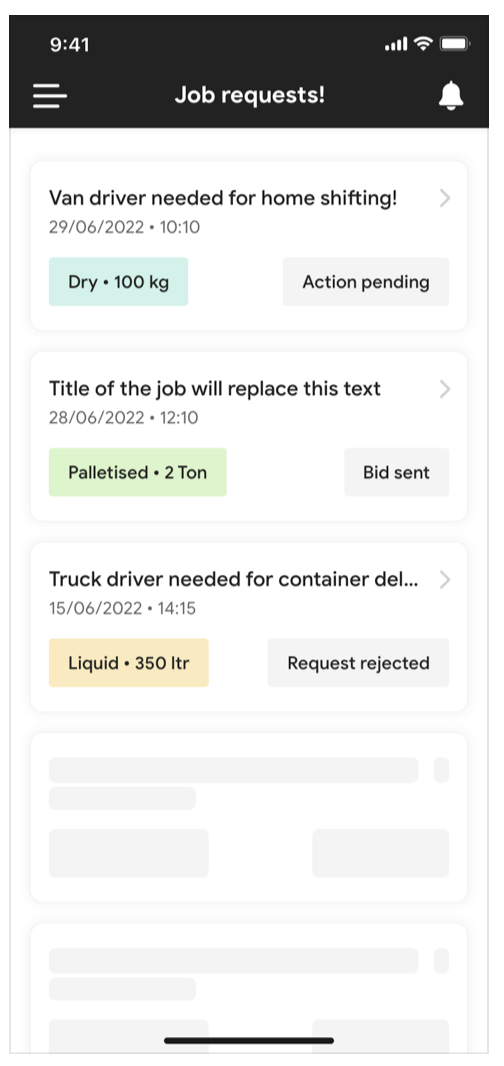 9:41
Job requests!
Van driver needed for home shifting!
29/06/2022 • 10:10
Dry • 100 kg
Action pending
Title of the job will replace this text
28/06/2022 • 12:10
Palletised • 2 Ton
Bid sent
Truck driver needed for container del...
15/06/2022 • 14:15
Liquid • 350 ltr
Request rejected